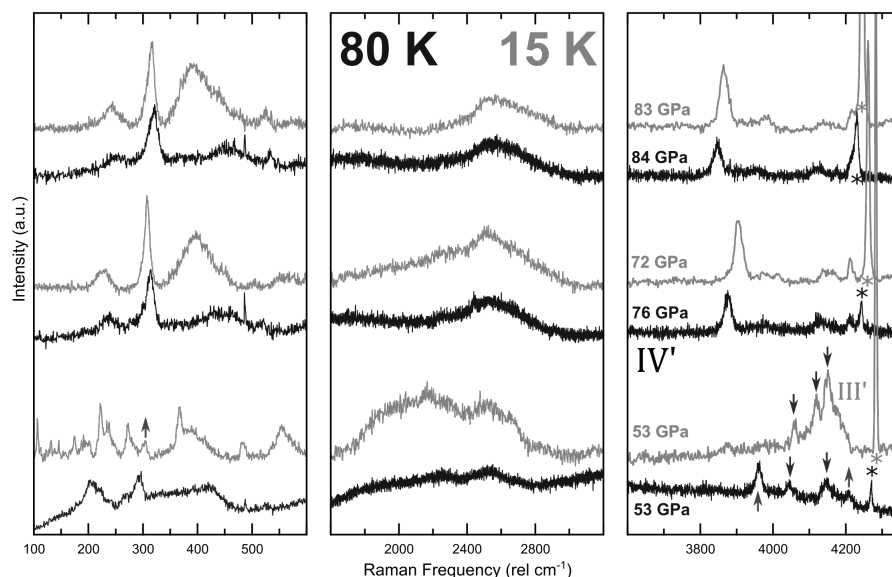 80 K 15 K
83 GPa
84 GPa
72 GPa
76 GPa
IV'
III'
53 GPa
53 GPa
Intensity (a.u.)
100 200 300 400 500 2000 2400 2800 3200 3800 4000 4200
Raman Frequency (rel cm⁻¹)